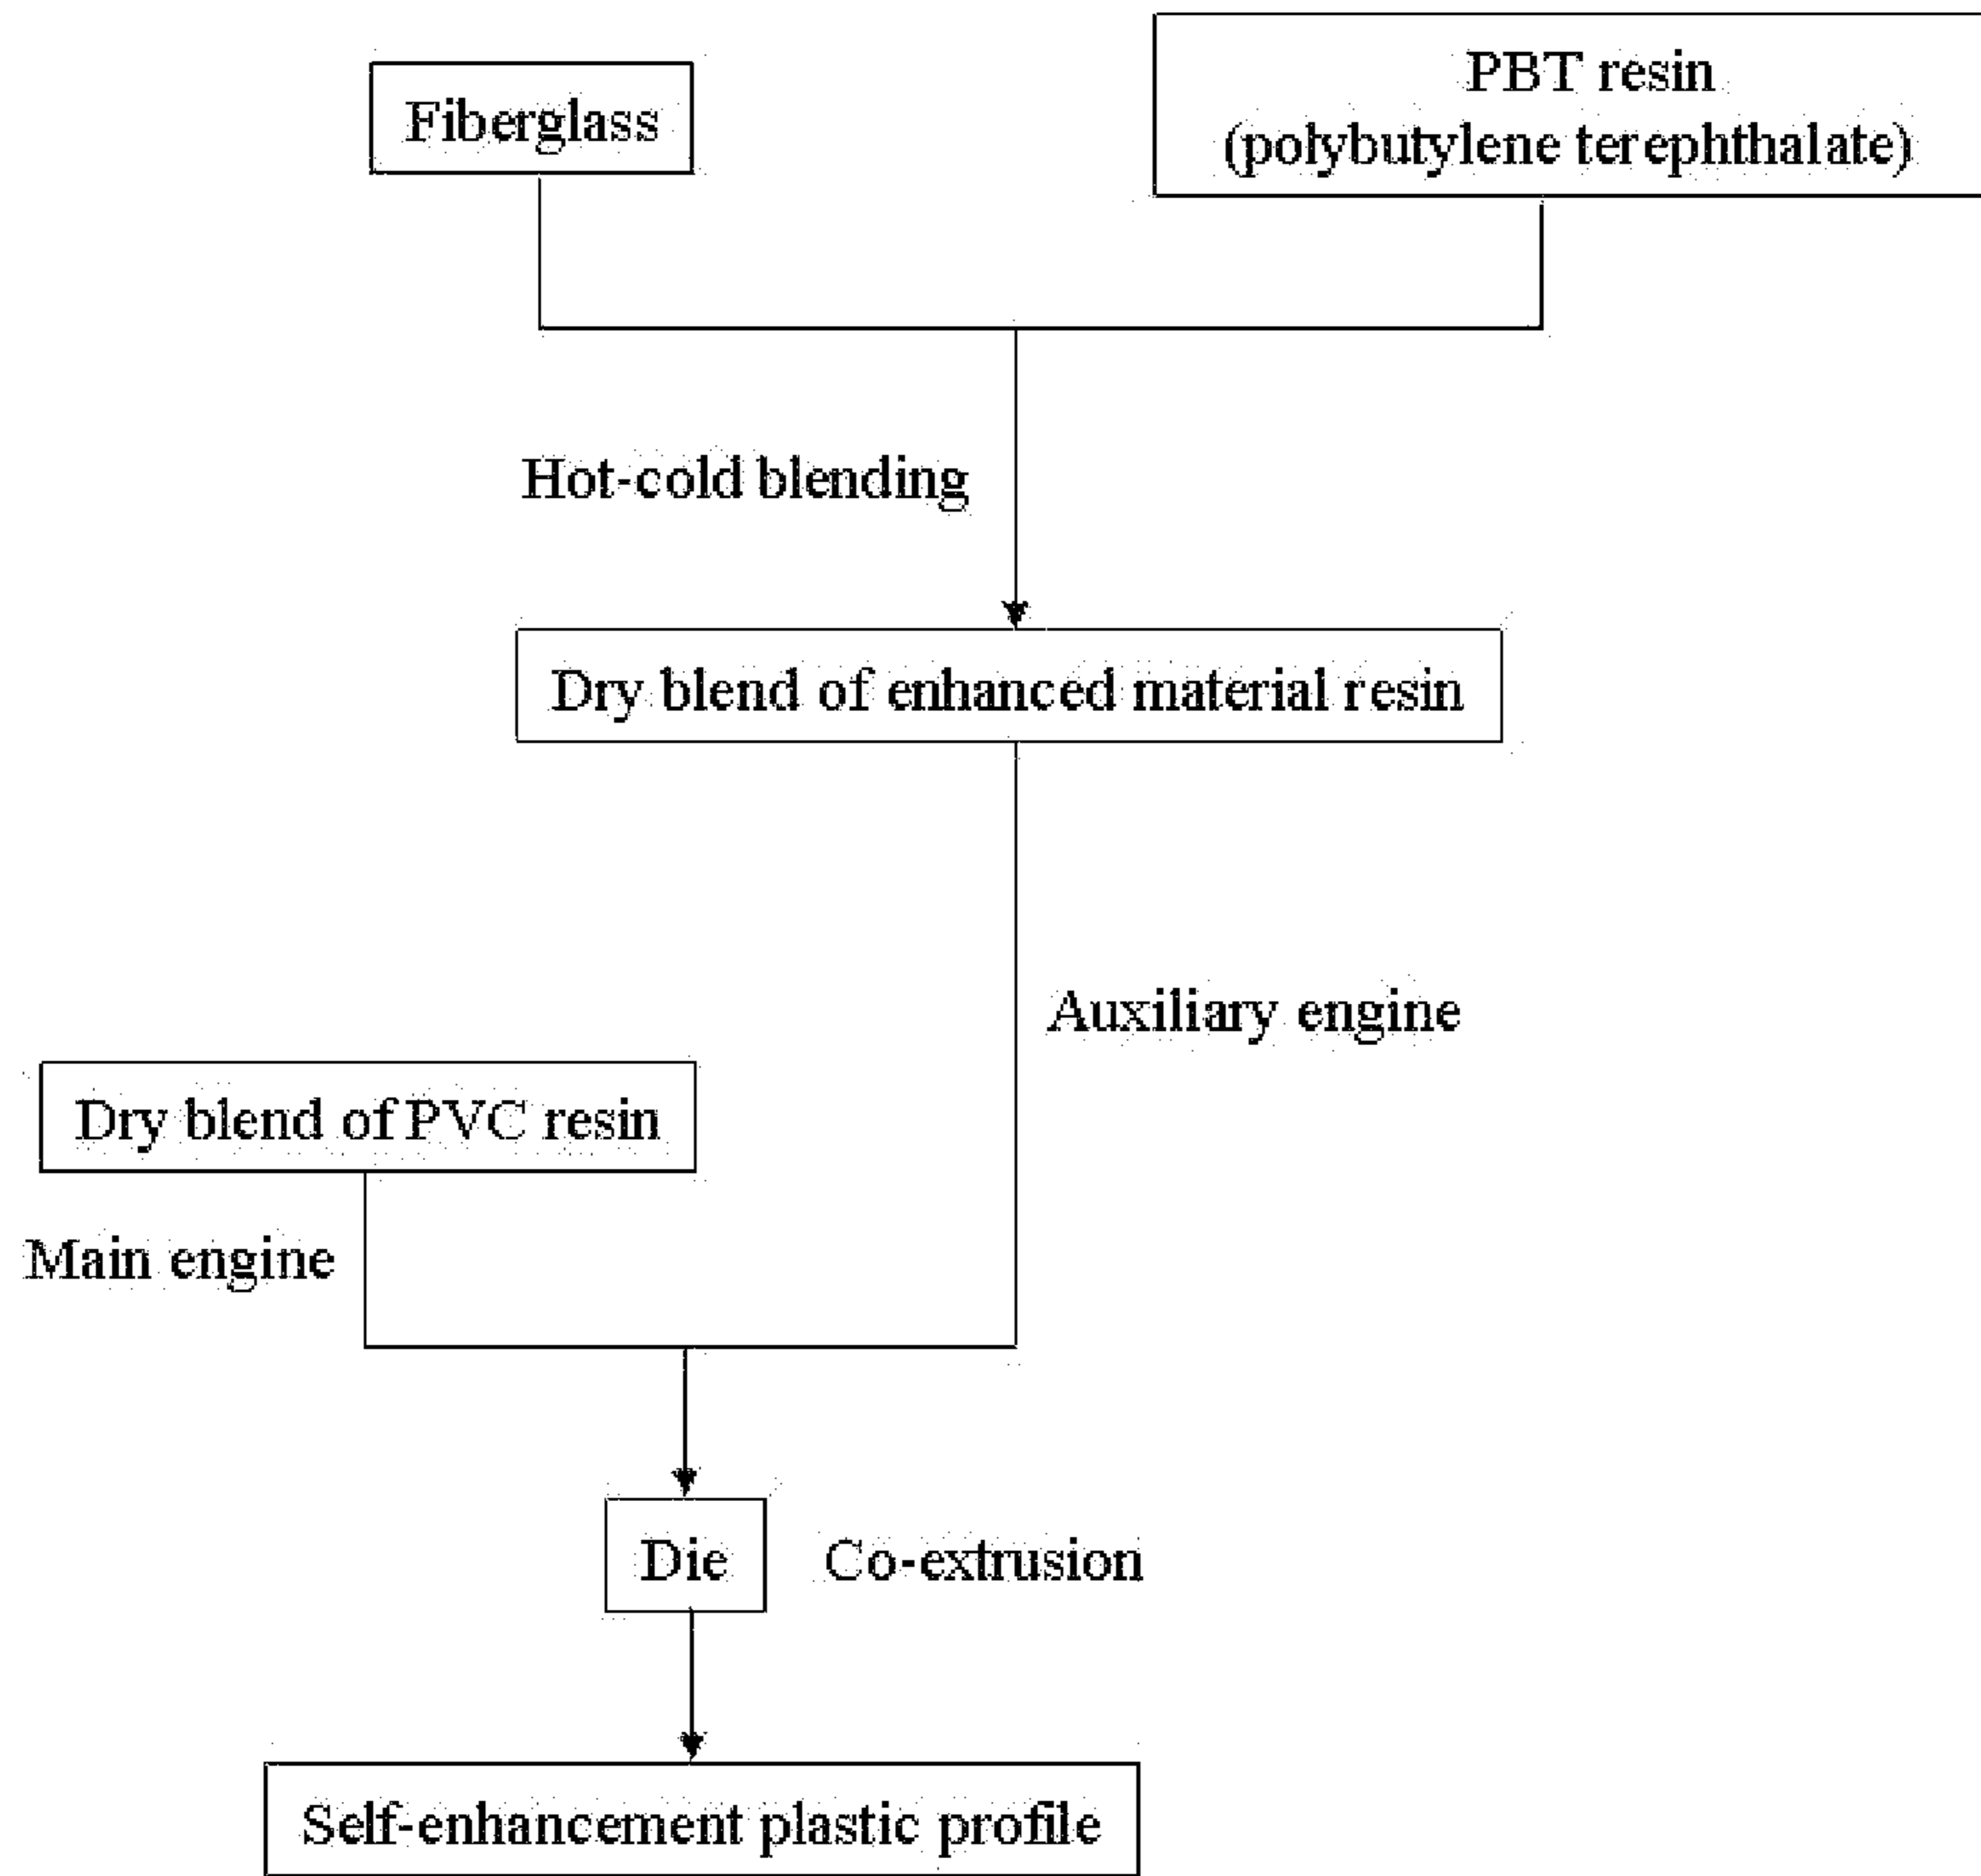 Fiberglass
PBT resin
(polybutylene terephthalate)
Hot-cold blending
Dry blend of enhanced material resin
Auxiliary engine
Dry blend of PVC resin
Main engine
Die
Co-extrusion
Self-enhancement plastic profile